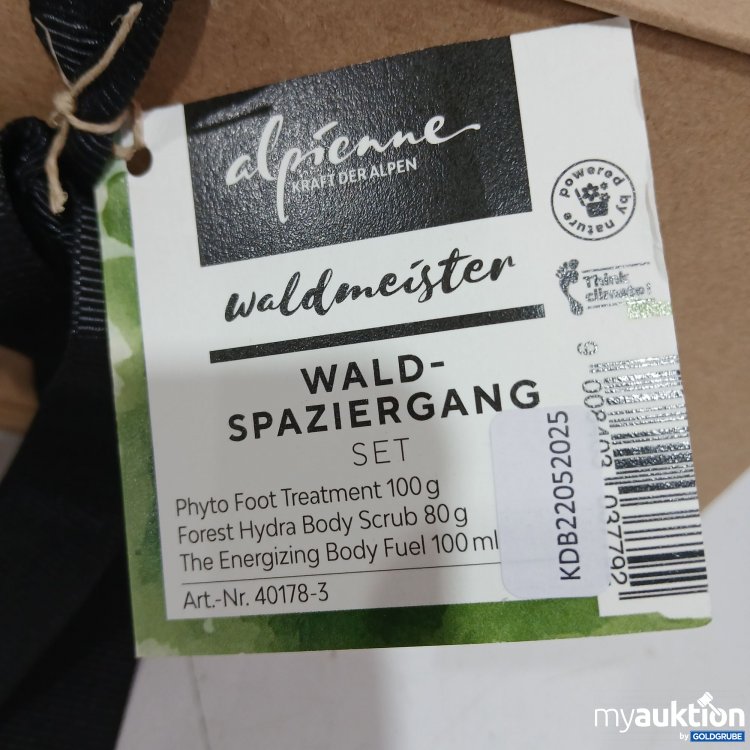 alpienne
KRAFT DER ALPEN
powered by nature
waldmeister
Think
climate!
WALD-
SPAZIERGANG
SET
Phyto Foot Treatment 100 g
Forest Hydra Body Scrub 80 g
The Energizing Body Fuel 100 ml
Art.-Nr. 40178-3
KDB22052025
037792
myauktion
by GOLDGRUBE